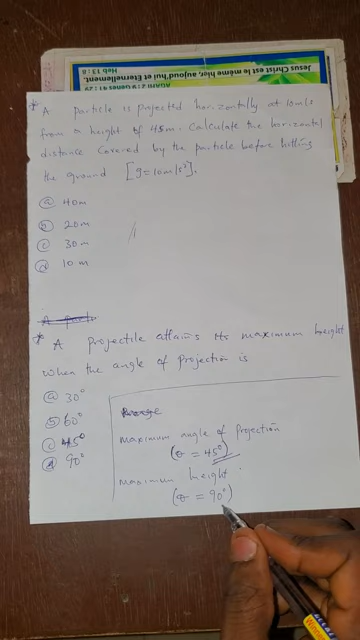 Jesus Christ est le même hier, aujourd'hui et Eternellement.
Heb 13 : 8
* A particle is projected horizontally at 10m/s
from a height of 45m. Calculate the horizontal
distance covered by the particle before hitting
the ground [g=10m/s²].
(a) 40m
(b) 20m
(c) 30m
(d) 10m
* A projectile attains its maximum height
when the angle of projection is
(a) 30°
(b) 60°
(c) 45°
(d) 90°
maximum angle of projection
(θ = 45°)
maximum height
(θ = 90°)